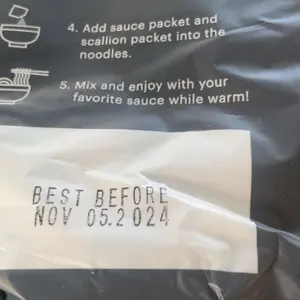 4. Add sauce packet and
scallion packet into the
noodles.
5. Mix and enjoy with your
favorite sauce while warm!
BEST BEFORE
NOV 05.2024